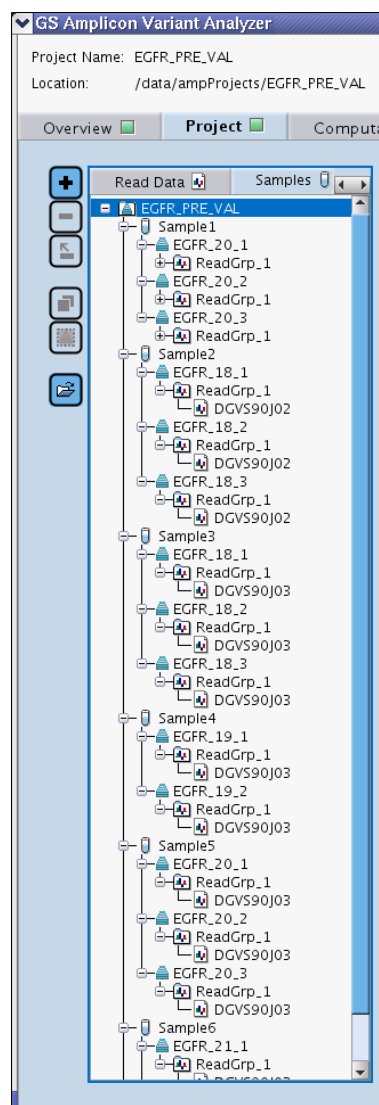 GS Amplicon Variant Analyzer
Project Name: EGFR_PRE_VAL
Location: /data/ampProjects/EGFR_PRE_VAL
Overview Project Computa
Read Data Samples
EGFR_PRE_VAL
Sample1
EGFR_20_1
ReadGrp_1
EGFR_20_2
ReadGrp_1
EGFR_20_3
ReadGrp_1
Sample2
EGFR_18_1
ReadGrp_1
DGVS90J02
EGFR_18_2
ReadGrp_1
DGVS90J02
EGFR_18_3
ReadGrp_1
DGVS90J02
Sample3
EGFR_18_1
ReadGrp_1
DGVS90J03
EGFR_18_2
ReadGrp_1
DGVS90J03
EGFR_18_3
ReadGrp_1
DGVS90J03
Sample4
EGFR_19_1
ReadGrp_1
DGVS90J03
EGFR_19_2
ReadGrp_1
DGVS90J03
Sample5
EGFR_20_1
ReadGrp_1
DGVS90J03
EGFR_20_2
ReadGrp_1
DGVS90J03
EGFR_20_3
ReadGrp_1
DGVS90J03
Sample6
EGFR_21_1
ReadGrp_1